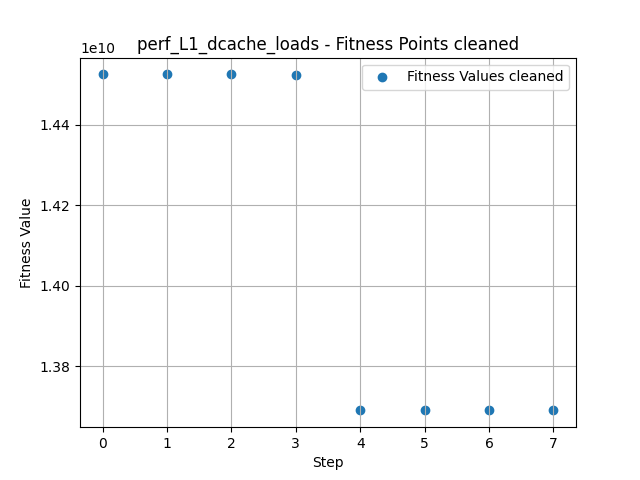 perf_L1_dcache_loads - Fitness Points cleaned
1e10
Fitness Values cleaned
1.44
1.42
1.40
1.38
Fitness Value
0 1 2 3 4 5 6 7
Step